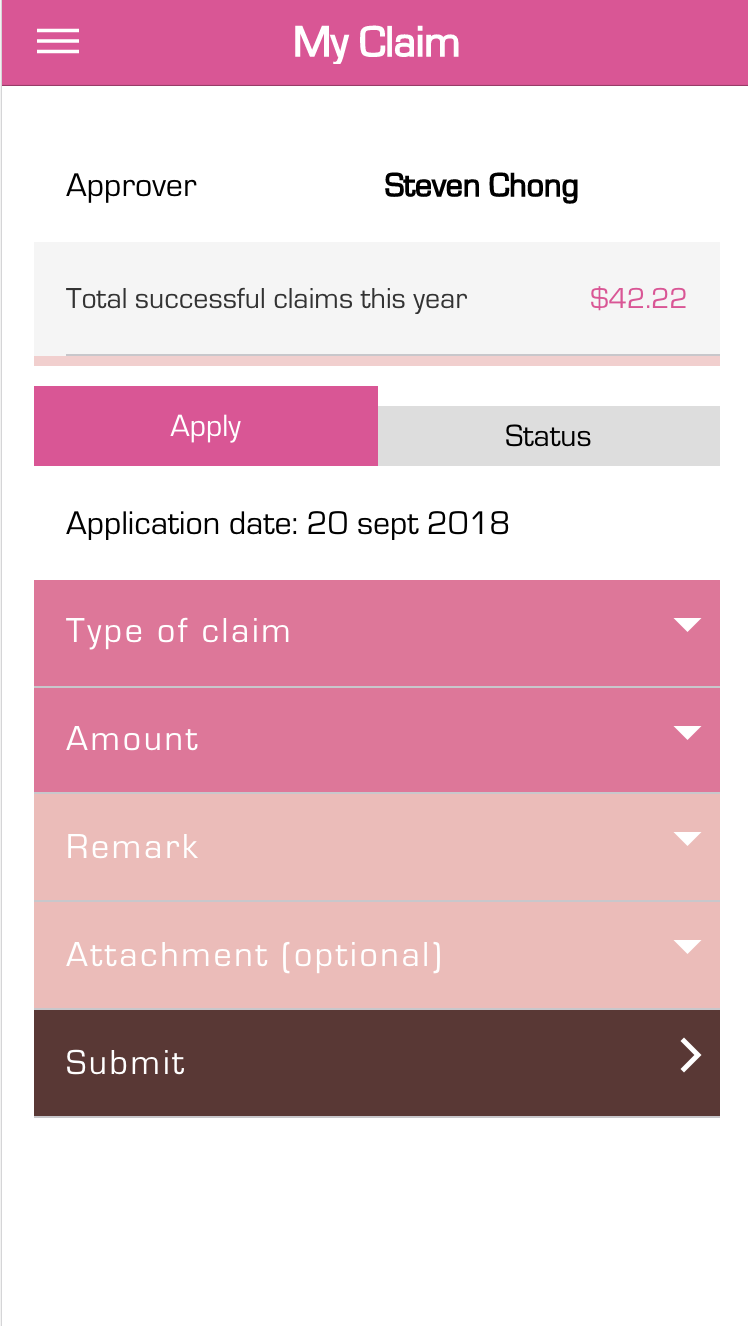 My Claim
Approver Steven Chong
Total successful claims this year $42.22
Apply Status
Application date: 20 sept 2018
Type of claim
Amount
Remark
Attachment (optional)
Submit